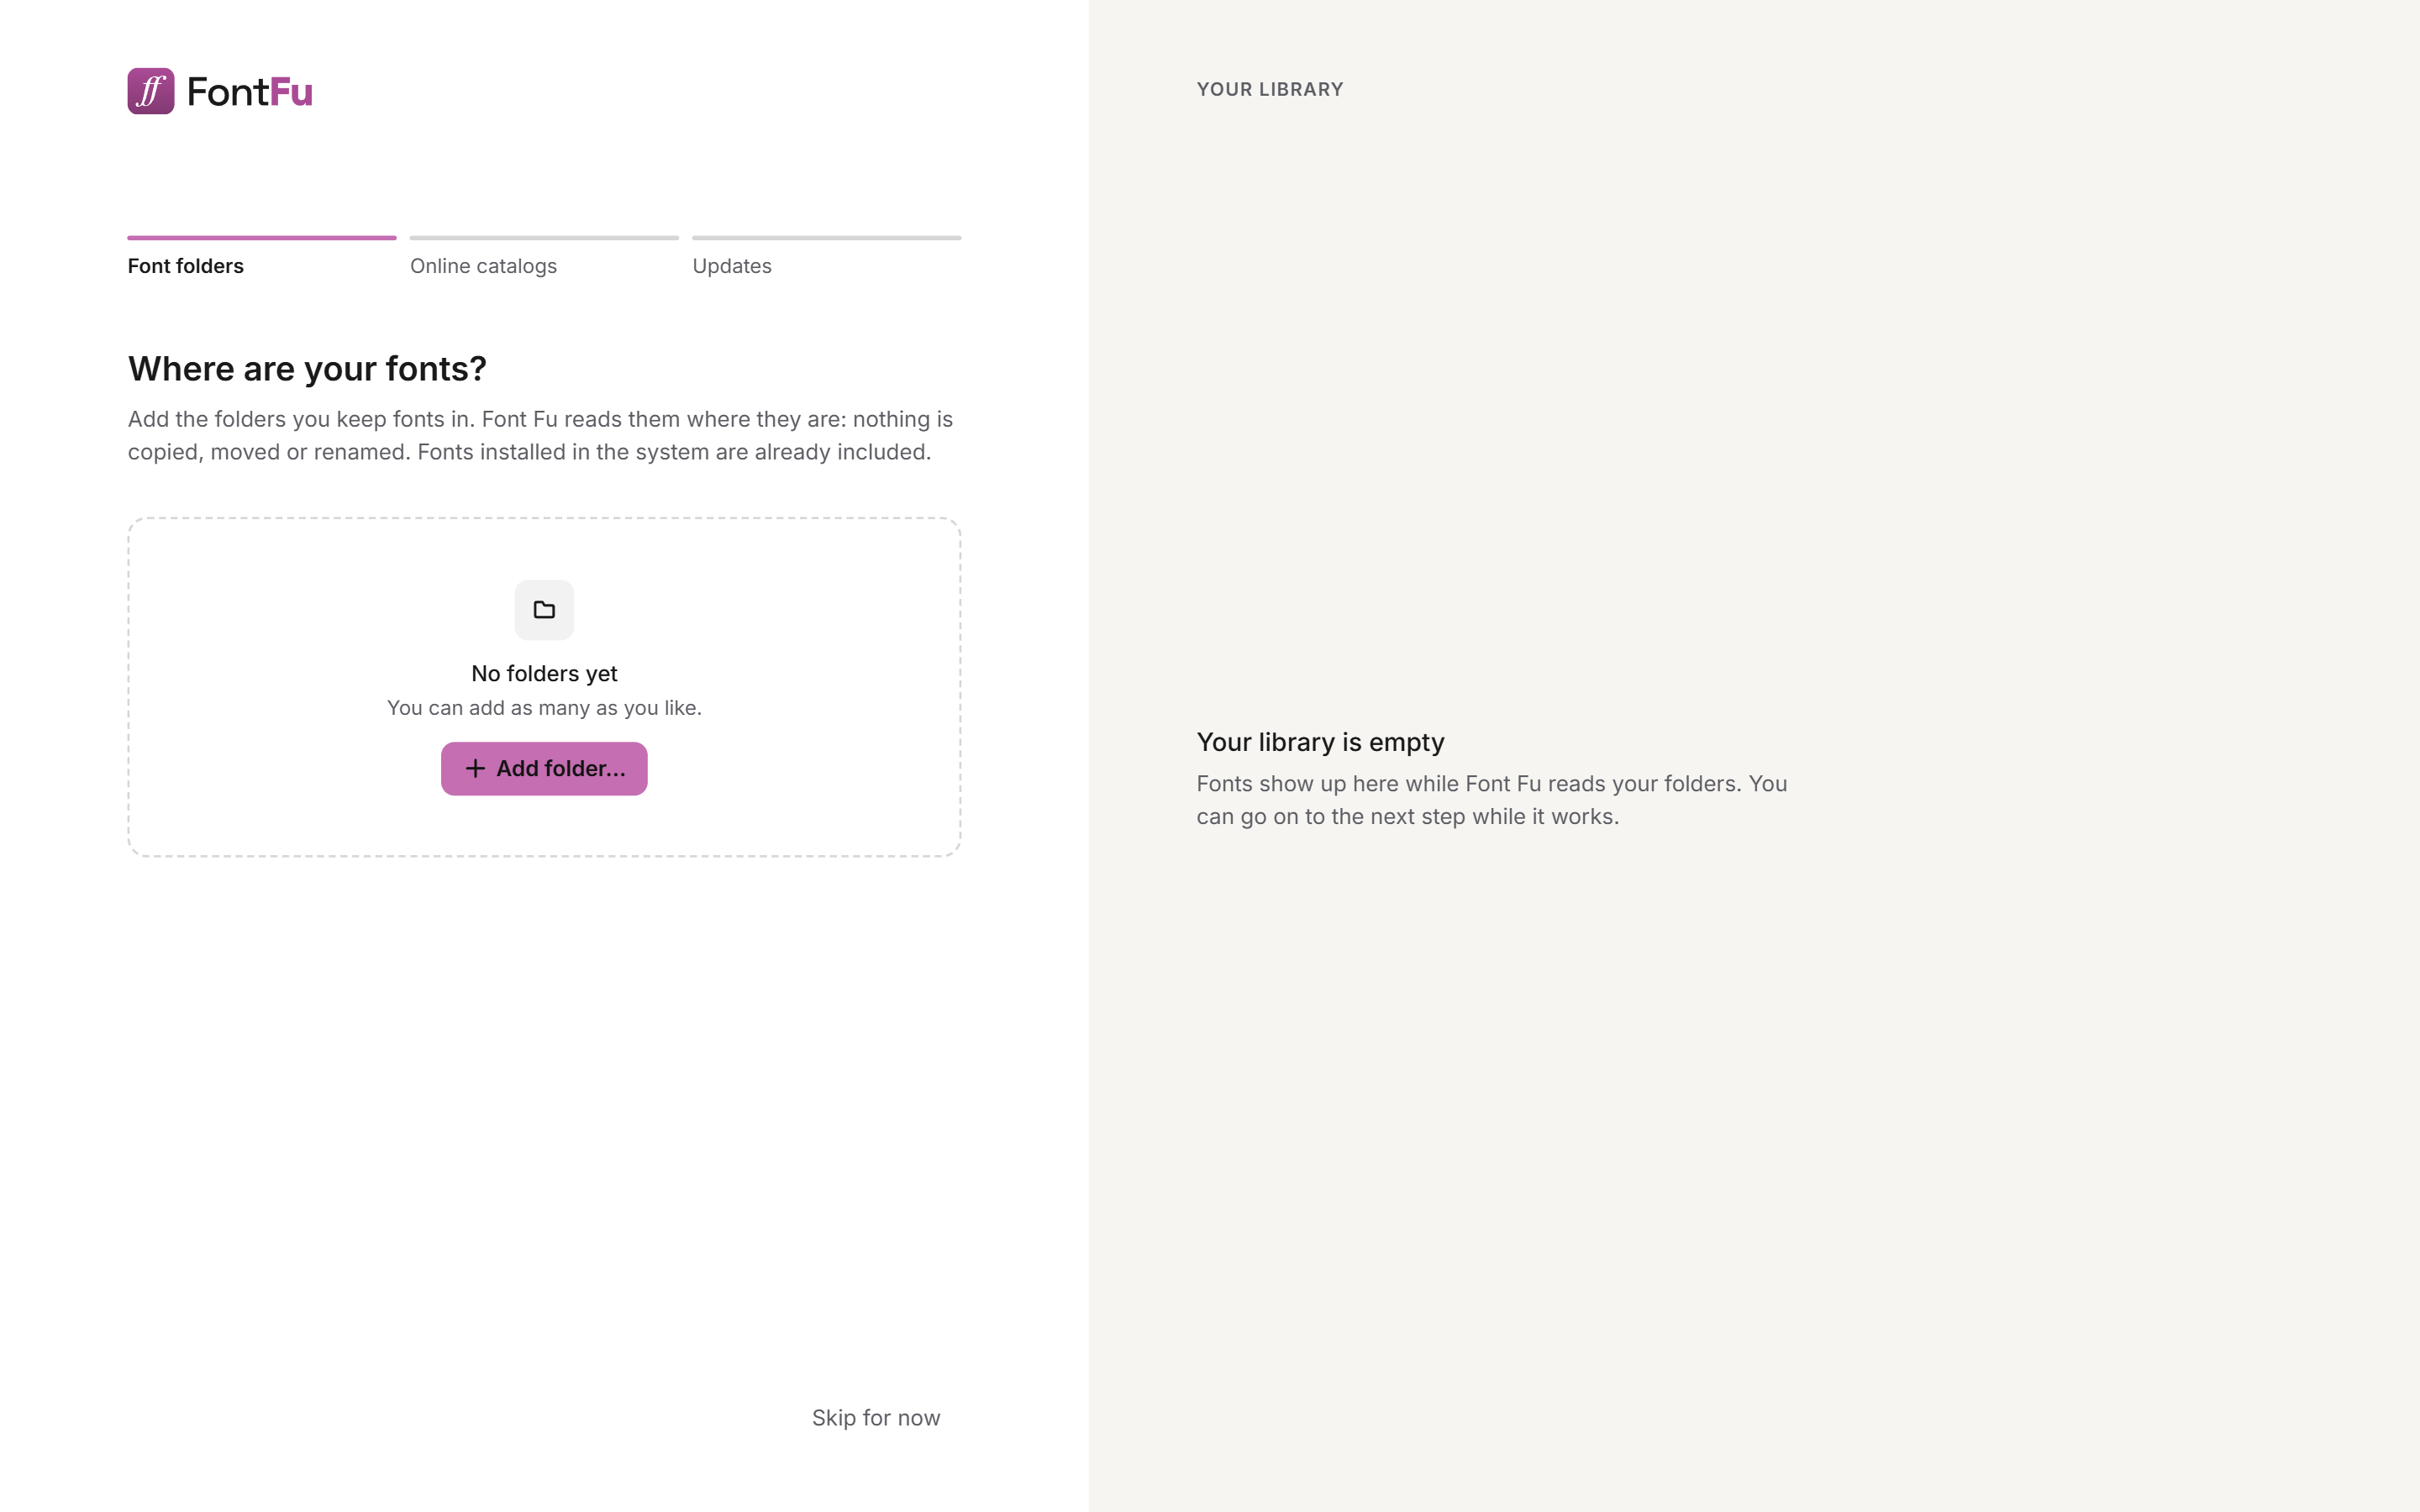 ff FontFu
Font folders
Online catalogs
Updates
Where are your fonts?
Add the folders you keep fonts in. Font Fu reads them where they are: nothing is
copied, moved or renamed. Fonts installed in the system are already included.
No folders yet
You can add as many as you like.
+ Add folder...
Skip for now
YOUR LIBRARY
Your library is empty
Fonts show up here while Font Fu reads your folders. You
can go on to the next step while it works.